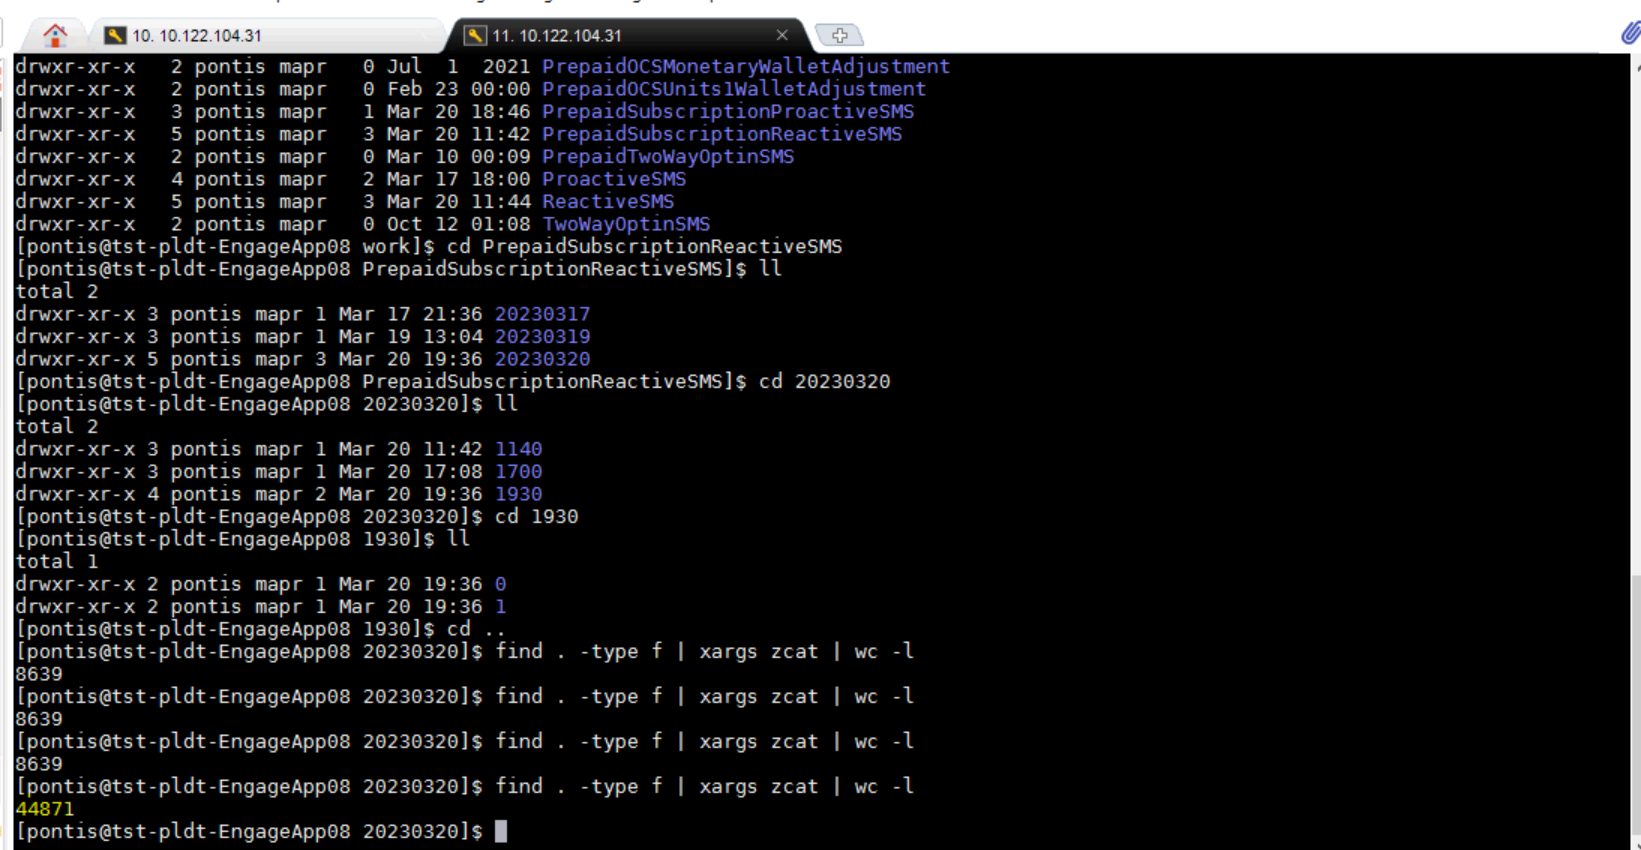 10. 10.122.104.31
11. 10.122.104.31
drwxr-xr-x   2 pontis mapr   0 Jul  1  2021 PrepaidOCSMonetaryWalletAdjustment
drwxr-xr-x   2 pontis mapr   0 Feb 23 00:00 PrepaidOCSUnits1WalletAdjustment
drwxr-xr-x   3 pontis mapr   1 Mar 20 18:46 PrepaidSubscriptionProactiveSMS
drwxr-xr-x   5 pontis mapr   3 Mar 20 11:42 PrepaidSubscriptionReactiveSMS
drwxr-xr-x   2 pontis mapr   0 Mar 10 00:09 PrepaidTwoWayOptinSMS
drwxr-xr-x   4 pontis mapr   2 Mar 17 18:00 ProactiveSMS
drwxr-xr-x   5 pontis mapr   3 Mar 20 11:44 ReactiveSMS
drwxr-xr-x   2 pontis mapr   0 Oct 12 01:08 TwoWayOptinSMS
[pontis@tst-pldt-EngageApp08 work]$ cd PrepaidSubscriptionReactiveSMS
[pontis@tst-pldt-EngageApp08 PrepaidSubscriptionReactiveSMS]$ ll
total 2
drwxr-xr-x 3 pontis mapr 1 Mar 17 21:36 20230317
drwxr-xr-x 3 pontis mapr 1 Mar 19 13:04 20230319
drwxr-xr-x 5 pontis mapr 3 Mar 20 19:36 20230320
[pontis@tst-pldt-EngageApp08 PrepaidSubscriptionReactiveSMS]$ cd 20230320
[pontis@tst-pldt-EngageApp08 20230320]$ ll
total 2
drwxr-xr-x 3 pontis mapr 1 Mar 20 11:42 1140
drwxr-xr-x 3 pontis mapr 1 Mar 20 17:08 1700
drwxr-xr-x 4 pontis mapr 2 Mar 20 19:36 1930
[pontis@tst-pldt-EngageApp08 20230320]$ cd 1930
[pontis@tst-pldt-EngageApp08 1930]$ ll
total 1
drwxr-xr-x 2 pontis mapr 1 Mar 20 19:36 0
drwxr-xr-x 2 pontis mapr 1 Mar 20 19:36 1
[pontis@tst-pldt-EngageApp08 1930]$ cd ..
[pontis@tst-pldt-EngageApp08 20230320]$ find . -type f | xargs zcat | wc -l
8639
[pontis@tst-pldt-EngageApp08 20230320]$ find . -type f | xargs zcat | wc -l
8639
[pontis@tst-pldt-EngageApp08 20230320]$ find . -type f | xargs zcat | wc -l
8639
[pontis@tst-pldt-EngageApp08 20230320]$ find . -type f | xargs zcat | wc -l
44871
[pontis@tst-pldt-EngageApp08 20230320]$